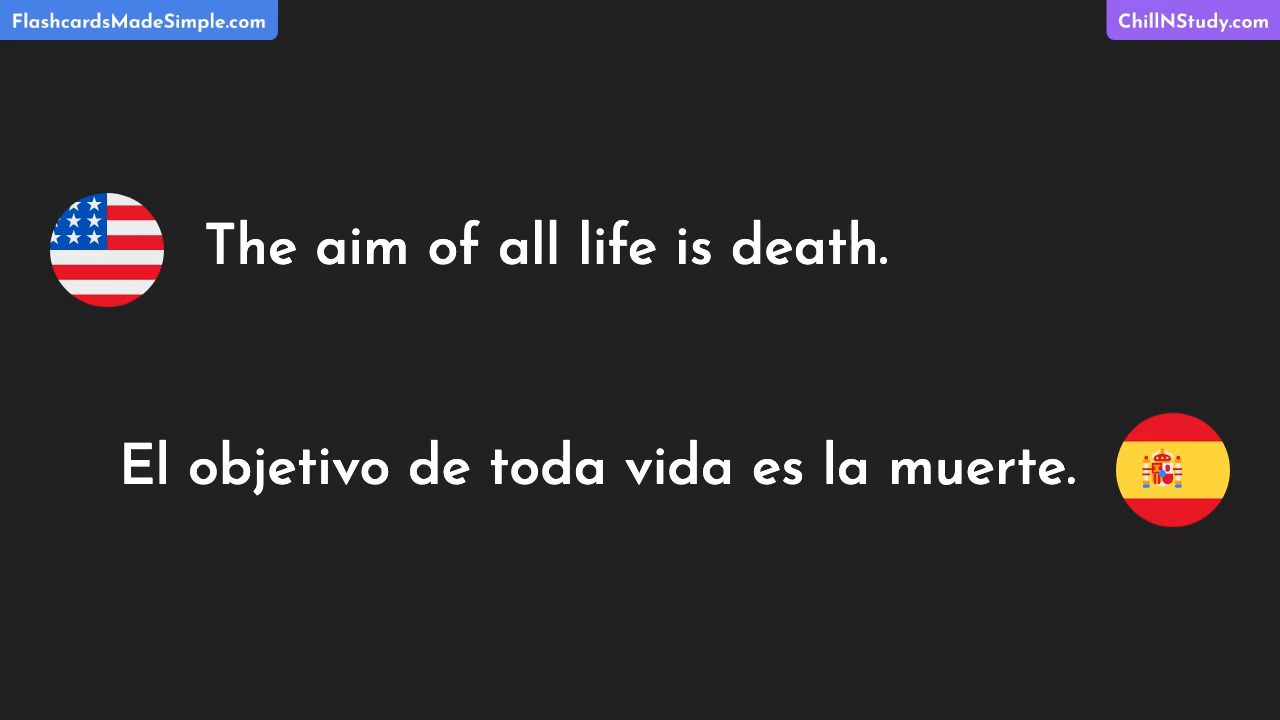 FlashcardsMadeSimple.com
ChillNStudy.com
The aim of all life is death.
El objetivo de toda vida es la muerte.